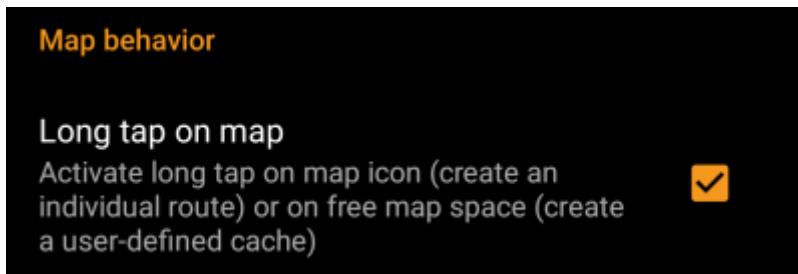 Map behavior
Long tap on map
Activate long tap on map icon (create an
individual route) or on free map space (create
a user-defined cache)